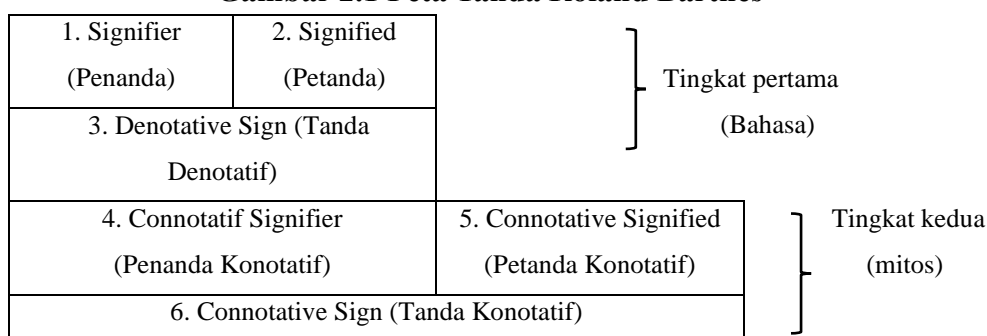 Gambar 2.1 Peta Tanda Roland Barthes
1. Signifier
(Penanda)
2. Signified
(Petanda)
Tingkat pertama
(Bahasa)
3. Denotative Sign (Tanda
Denotatif)
4. Connotatif Signifier
(Penanda Konotatif)
5. Connotative Signified
(Petanda Konotatif)
Tingkat kedua
(mitos)
6. Connotative Sign (Tanda Konotatif)